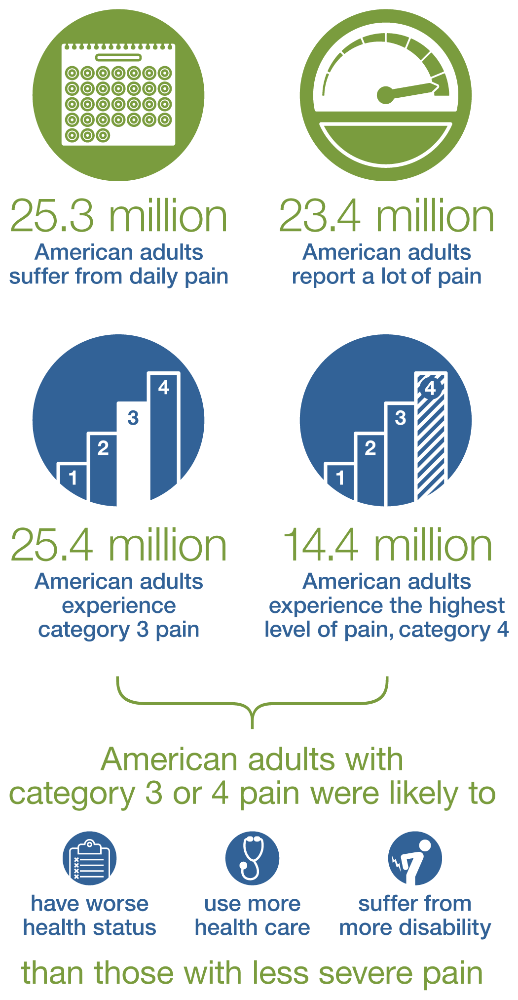 25.3 million
American adults
suffer from daily pain
23.4 million
American adults
report a lot of pain
1
2
3
4
25.4 million
American adults
experience
category 3 pain
1
2
3
4
14.4 million
American adults
experience the highest
level of pain, category 4
American adults with
category 3 or 4 pain were likely to
have worse
health status
use more
health care
suffer from
more disability
than those with less severe pain